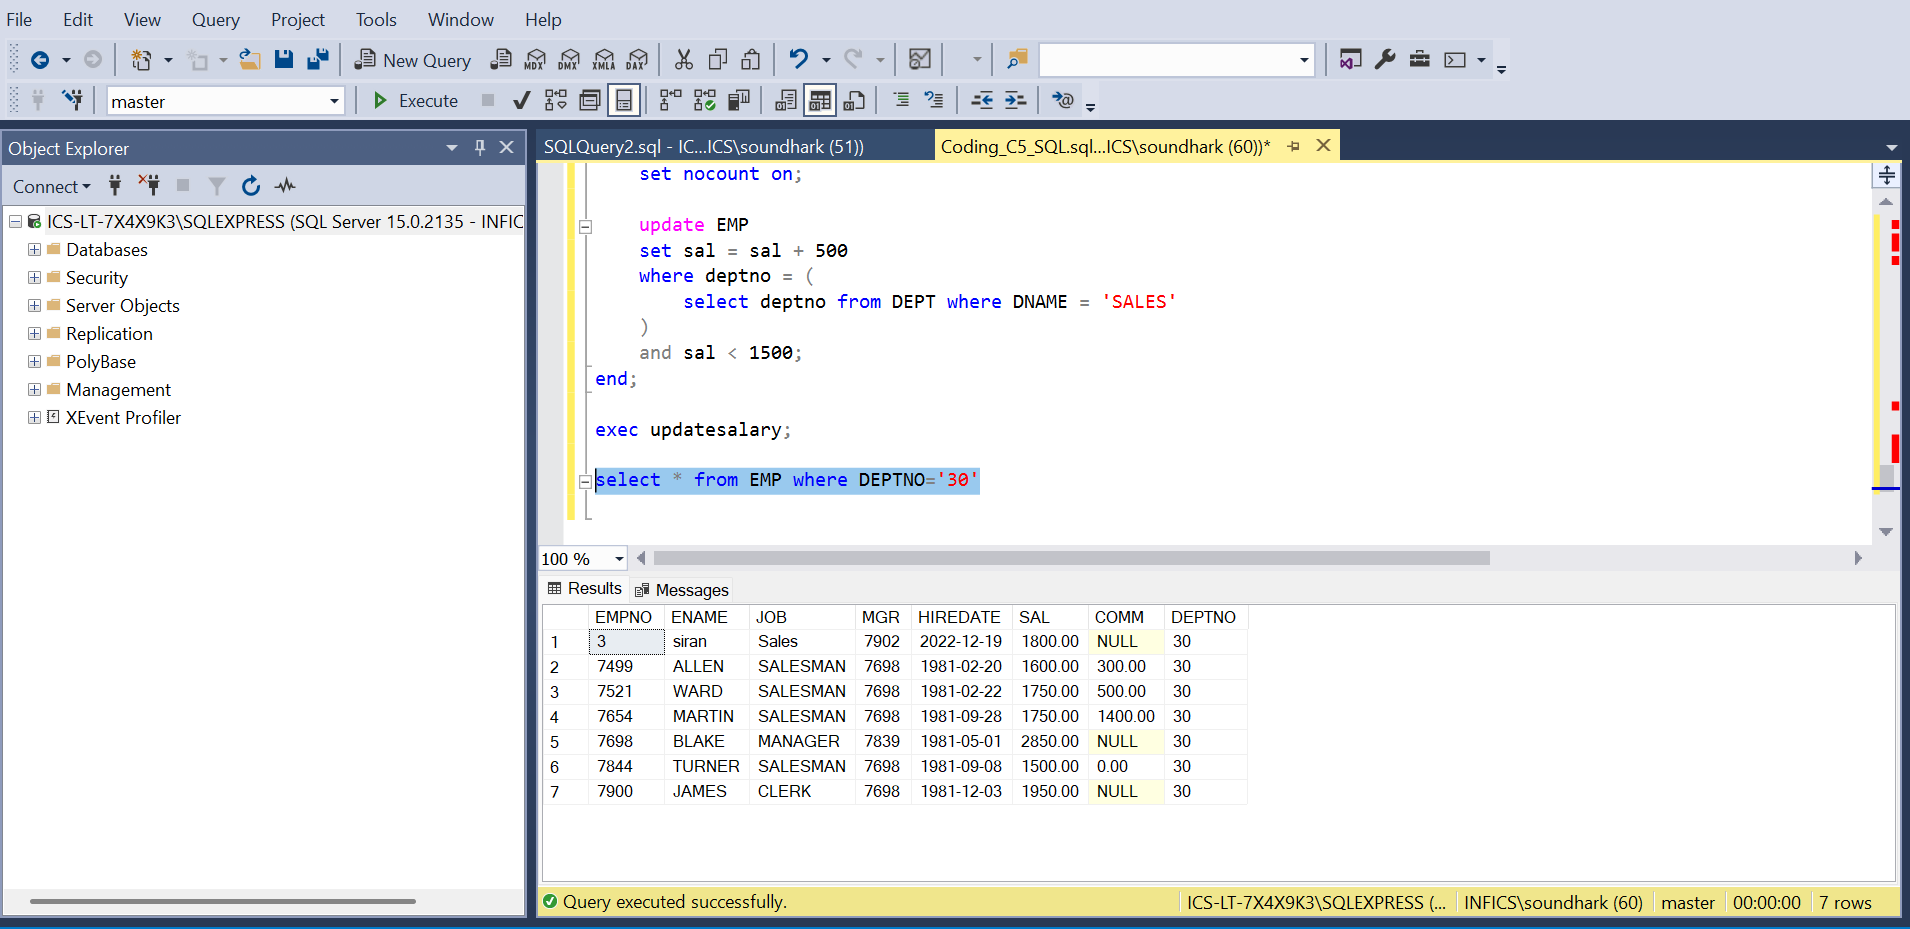 File Edit View Query Project Tools Window Help
New Query MDX DMX XMLA DAX
master Execute
Object Explorer
SQLQuery2.sql - IC...ICS\soundhark (51)) Coding_C5_SQL.sql...ICS\soundhark (60))*
Connect
ICS-LT-7X4X9K3\SQLEXPRESS (SQL Server 15.0.2135 - INFIC
Databases
Security
Server Objects
Replication
PolyBase
Management
XEvent Profiler
set nocount on;
update EMP
set sal = sal + 500
where deptno = (
select deptno from DEPT where DNAME = 'SALES'
)
and sal < 1500;
end;
exec updatesalary;
select * from EMP where DEPTNO='30'
100 %
Results Messages
EMPNO ENAME JOB MGR HIREDATE SAL COMM DEPTNO
1 3 siran Sales 7902 2022-12-19 1800.00 NULL 30
2 7499 ALLEN SALESMAN 7698 1981-02-20 1600.00 300.00 30
3 7521 WARD SALESMAN 7698 1981-02-22 1750.00 500.00 30
4 7654 MARTIN SALESMAN 7698 1981-09-28 1750.00 1400.00 30
5 7698 BLAKE MANAGER 7839 1981-05-01 2850.00 NULL 30
6 7844 TURNER SALESMAN 7698 1981-09-08 1500.00 0.00 30
7 7900 JAMES CLERK 7698 1981-12-03 1950.00 NULL 30
Query executed successfully. ICS-LT-7X4X9K3\SQLEXPRESS (... INFICS\soundhark (60) master 00:00:00 7 rows